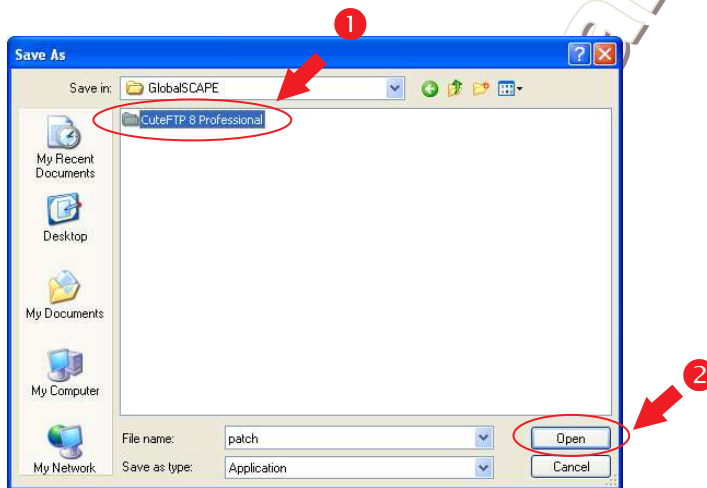 1
Save As
Save in: GlobalSCAPE
CuteFTP 8 Professional
My Recent
Documents
Desktop
My Documents
My Computer
My Network
File name: patch
Save as type: Application
2
Open
Cancel